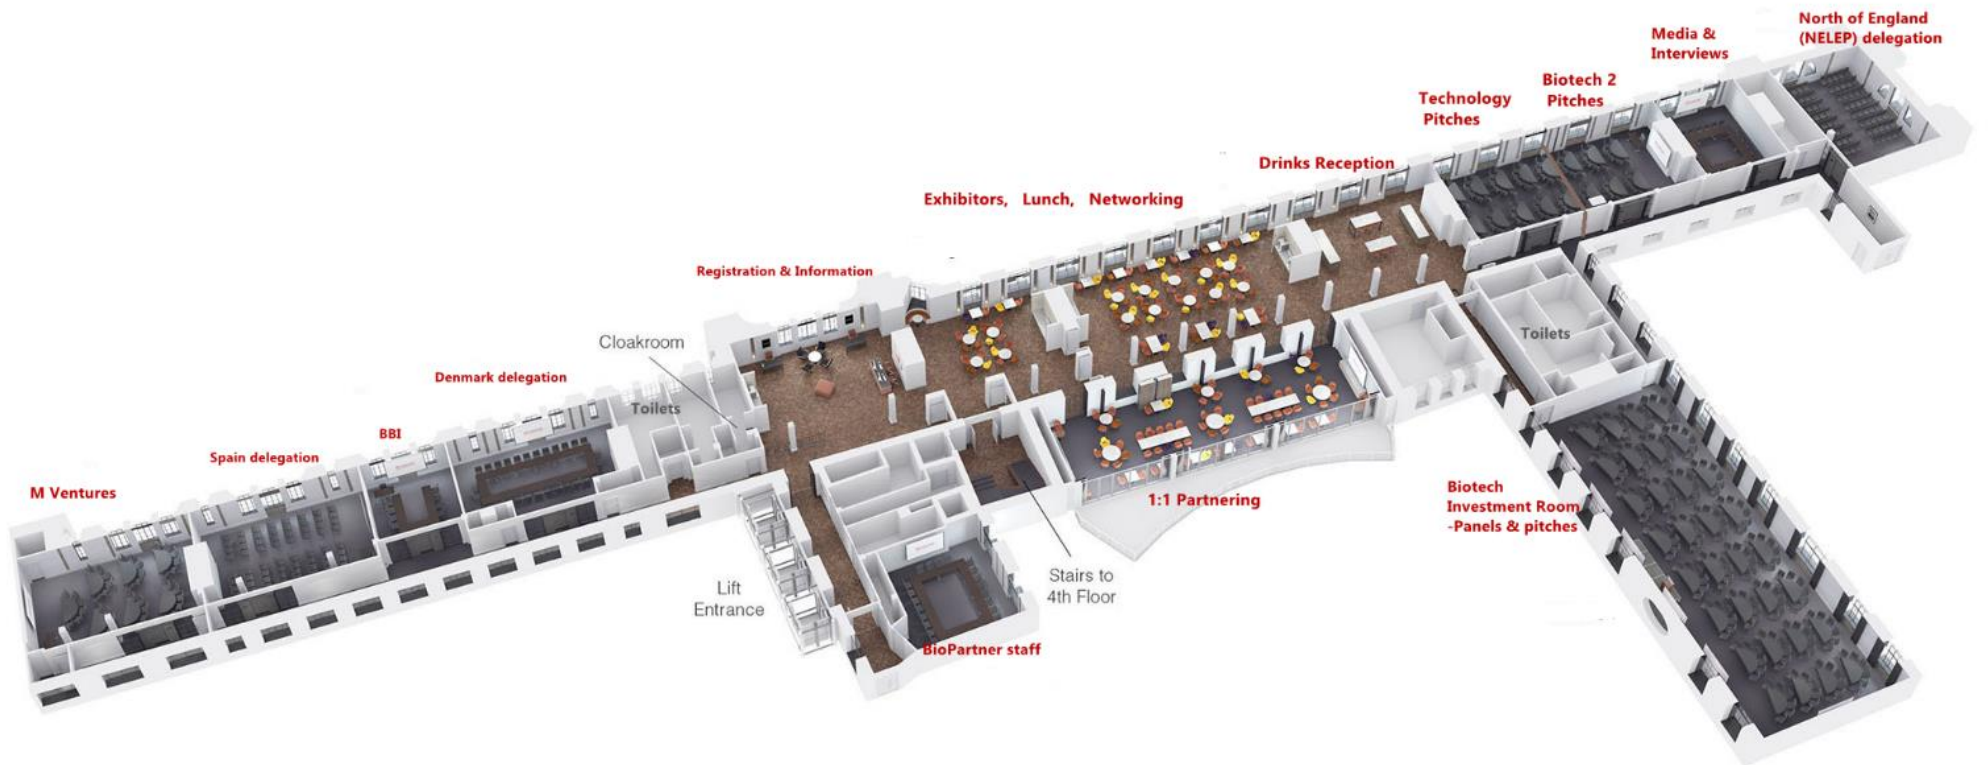 North of England
(NELEP) delegation
Media &
Interviews
Biotech 2
Pitches
Technology
Pitches
Drinks Reception
Exhibitors, Lunch, Networking
Registration & Information
Cloakroom
Toilets
Denmark delegation
Toilets
BBI
Spain delegation
M Ventures
1:1 Partnering
Biotech
Investment Room
-Panels & pitches
Stairs to
4th Floor
Lift
Entrance
BioPartner staff